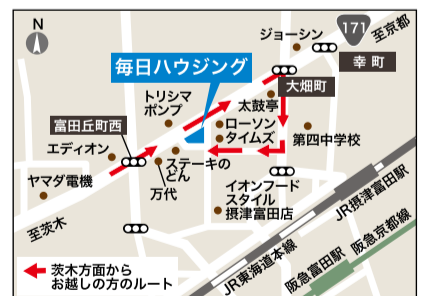 N
ジョーシン
171
至京都
幸町
毎日ハウジング
大畑町
トリシマ
ポンプ
太鼓亭
富田丘町西
ローソン
タイムズ
第四中学校
エディオン
ステーキの
どん
ヤマダ電機
万代
イオンフード
スタイル
摂津富田店
JR摂津富田駅
至茨木
JR東海道本線
阪急富田駅
阪急京都線
茨木方面から
お越しの方のルート